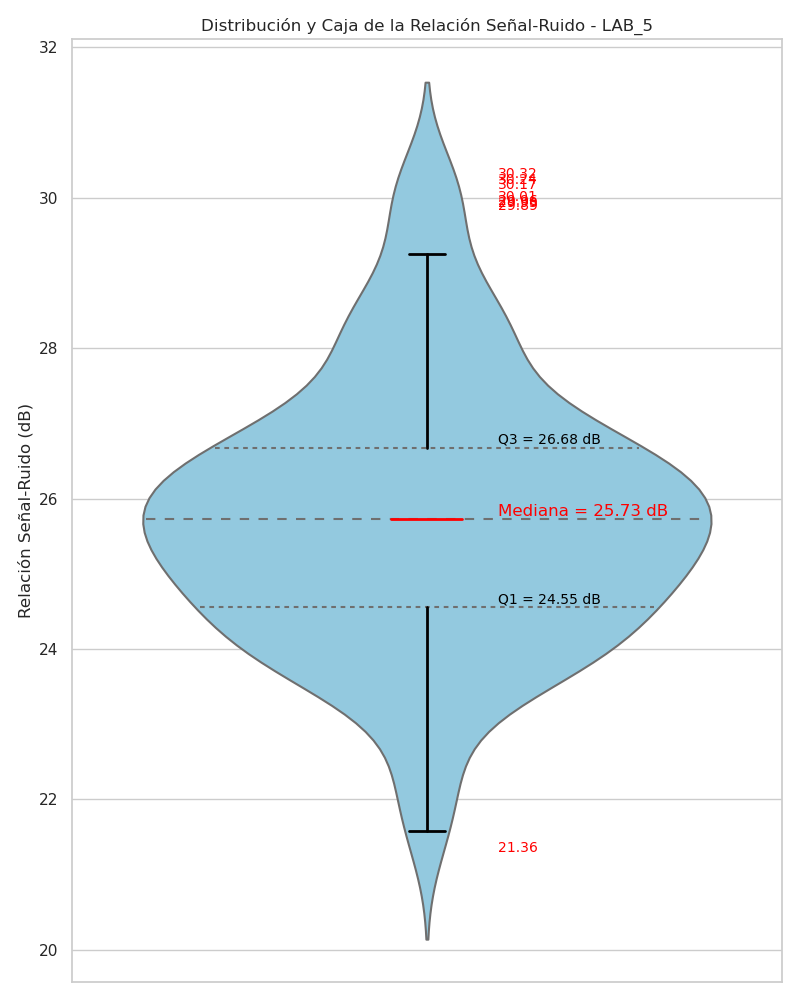 Distribución y Caja de la Relación Señal-Ruido - LAB_5
32
30.32
30.24
30.17
30
30.01
28
Q3 = 26.68 dB
26
Mediana = 25.73 dB
Relación Señal-Ruido (dB)
Q1 = 24.55 dB
24
22
21.36
20